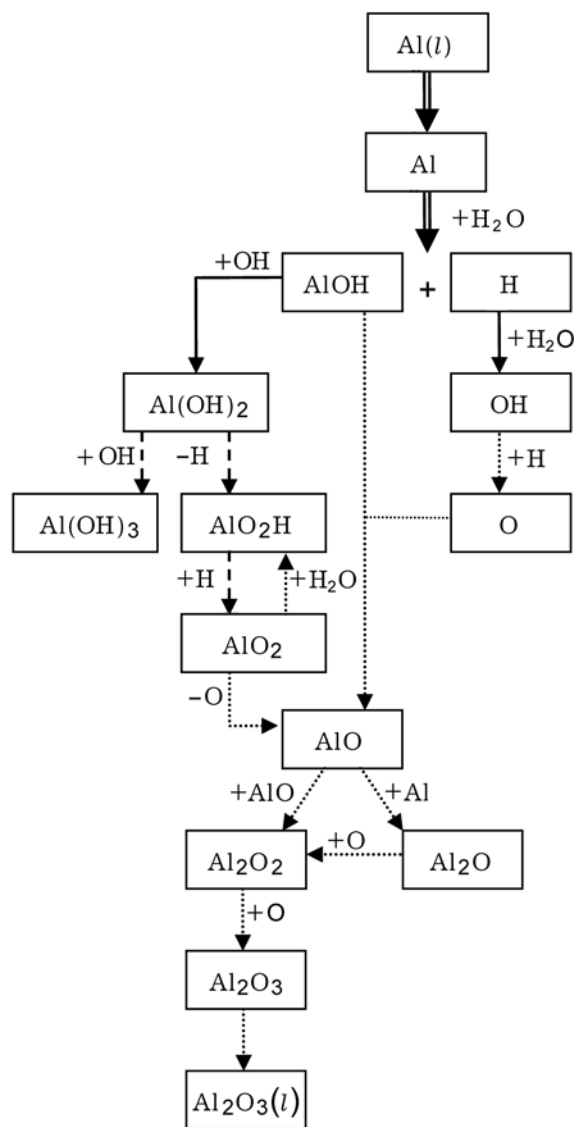 Al(l)
Al
+H₂O
+OH
AlOH + H
+H₂O
Al(OH)₂
OH
+ OH
–H
+H
Al(OH)₃
AlO₂H
O
+H
+H₂O
AlO₂
–O
AlO
+AlO
+Al
Al₂O₂
+O
Al₂O
+O
Al₂O₃
Al₂O₃(l)